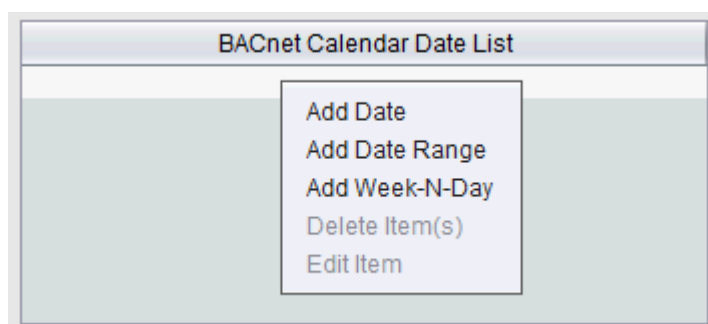 BACnet Calendar Date List
Add Date
Add Date Range
Add Week-N-Day
Delete Item(s)
Edit Item